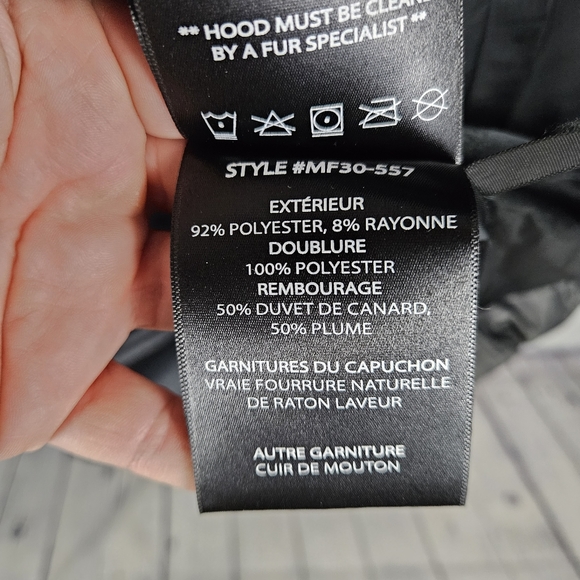 ** HOOD MUST BE CLEANE
BY A FUR SPECIALIST **
STYLE #MF30-557
EXTÉRIEUR
92% POLYESTER, 8% RAYONNE
DOUBLURE
100% POLYESTER
REMBOURAGE
50% DUVET DE CANARD,
50% PLUME
GARNITURES DU CAPUCHON
VRAIE FOURRURE NATURELLE
DE RATON LAVEUR
AUTRE GARNITURE
CUIR DE MOUTON